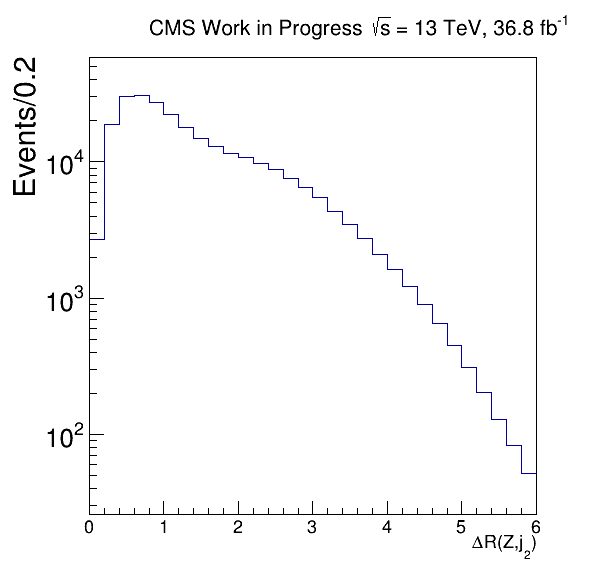 CMS Work in Progress √s = 13 TeV, 36.8 fb⁻¹
Events/0.2
10⁴
10³
10²
0 1 2 3 4 5 6
ΔR(Z,j₂)